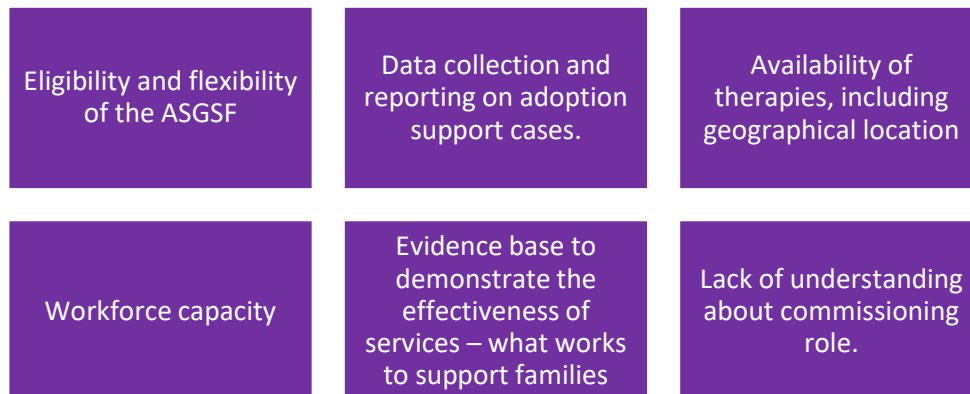 Eligibility and flexibility
of the ASGSF
Data collection and
reporting on adoption
support cases.
Availability of
therapies, including
geographical location
Workforce capacity
Evidence base to
demonstrate the
effectiveness of
services – what works
to support families
Lack of understanding
about commissioning
role.